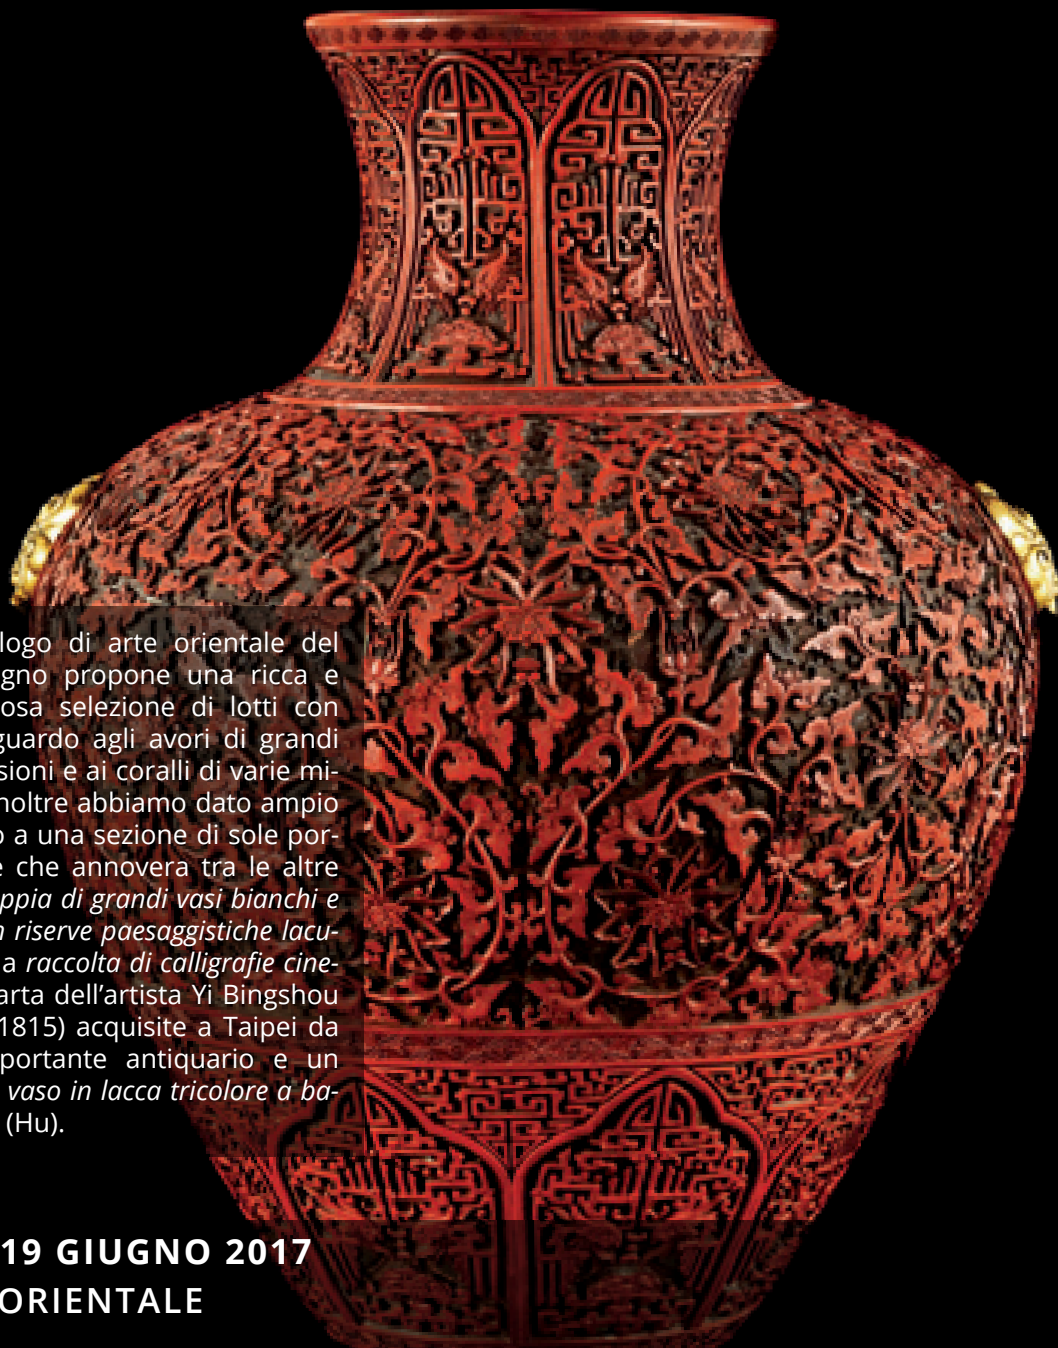 logo di arte orientale del
gno propone una ricca e
osa selezione di lotti con
guardo agli avori di grandi
sioni e ai coralli di varie mi-
noltre abbiamo dato ampio
o a una sezione di sole por-
e che annovera tra le altre
ppia di grandi vasi bianchi e
n riserve paesaggistiche lacu-
a raccolta di calligrafie cine-
arta dell’artista Yi Bingshou
1815) acquisite a Taipei da
portante antiquario e un
vaso in lacca tricolore a ba-
(Hu).
19 GIUGNO 2017
ORIENTALE